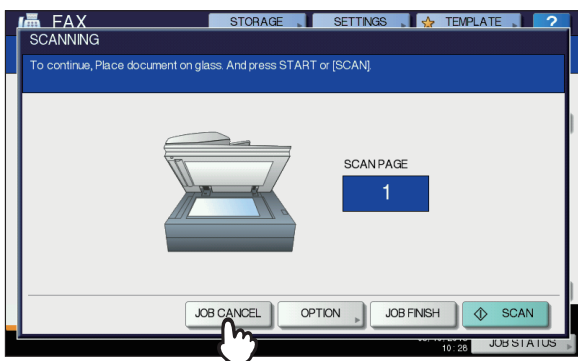 FAX
STORAGE
SETTINGS
TEMPLATE
?
SCANNING
To continue, Place document on glass. And press START or [SCAN].
SCAN PAGE
1
JOB CANCEL
OPTION
JOB FINISH
SCAN
10:28
JOB STATUS